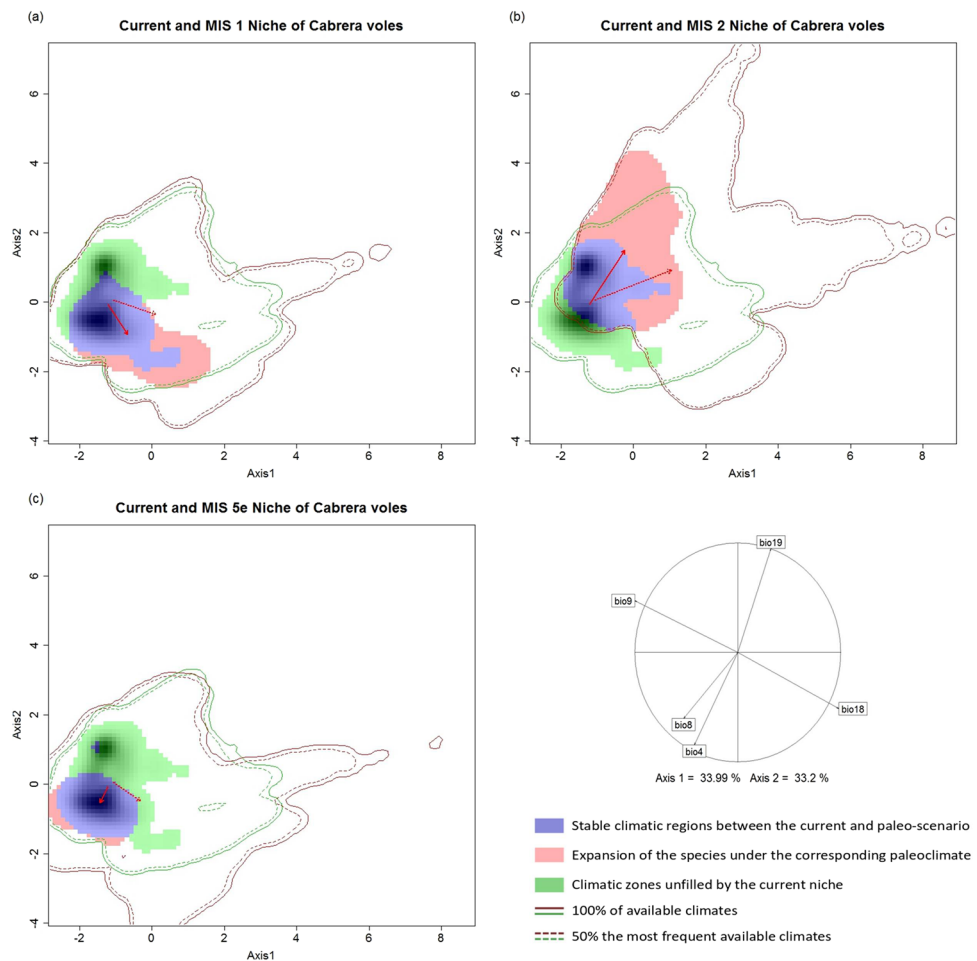 (a)
Current and MIS 1 Niche of Cabrera voles
Axis2
6
4
2
0
-2
-4
-2 0 2 4 6 8
Axis1
(b)
Current and MIS 2 Niche of Cabrera voles
Axis2
6
4
2
0
-2
-4
-2 0 2 4 6 8
Axis1
(c)
Current and MIS 5e Niche of Cabrera voles
Axis2
6
4
2
0
-2
-4
-2 0 2 4 6 8
Axis1
bio19
bio9
bio18
bio8
bio4
Axis 1 = 33.99 % Axis 2 = 33.2 %
Stable climatic regions between the current and paleo-scenario
Expansion of the species under the corresponding paleoclimate
Climatic zones unfilled by the current niche
100% of available climates
50% the most frequent available climates